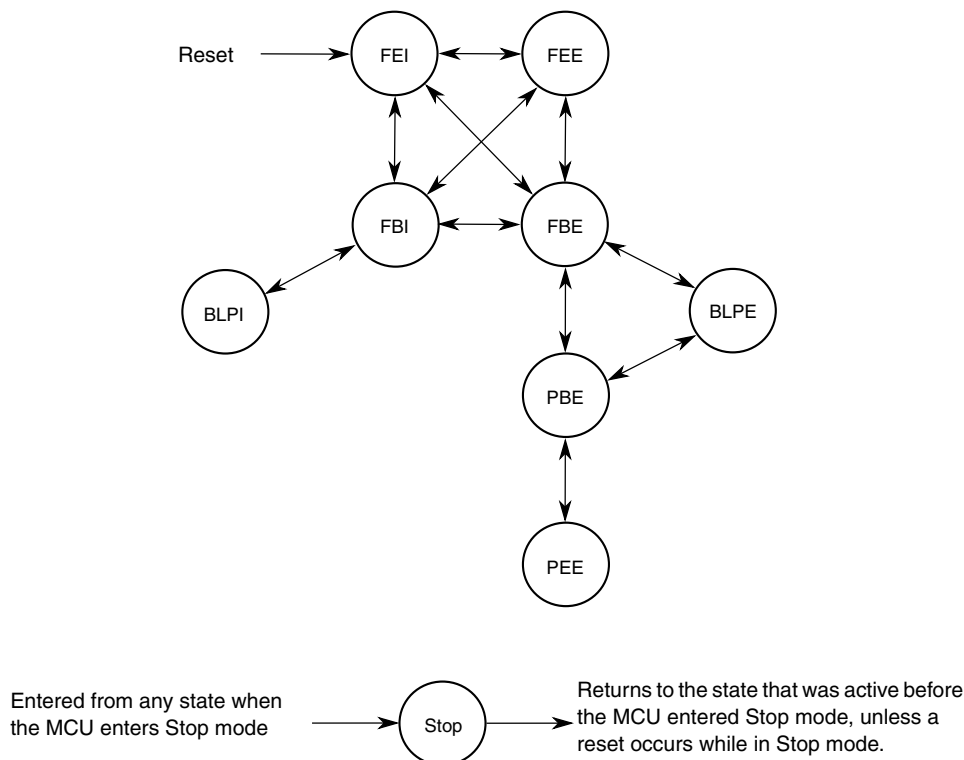 Reset
FEI
FEE
FBI
FBE
BLPI
BLPE
PBE
PEE
Entered from any state when
the MCU enters Stop mode
Stop
Returns to the state that was active before
the MCU entered Stop mode, unless a
reset occurs while in Stop mode.